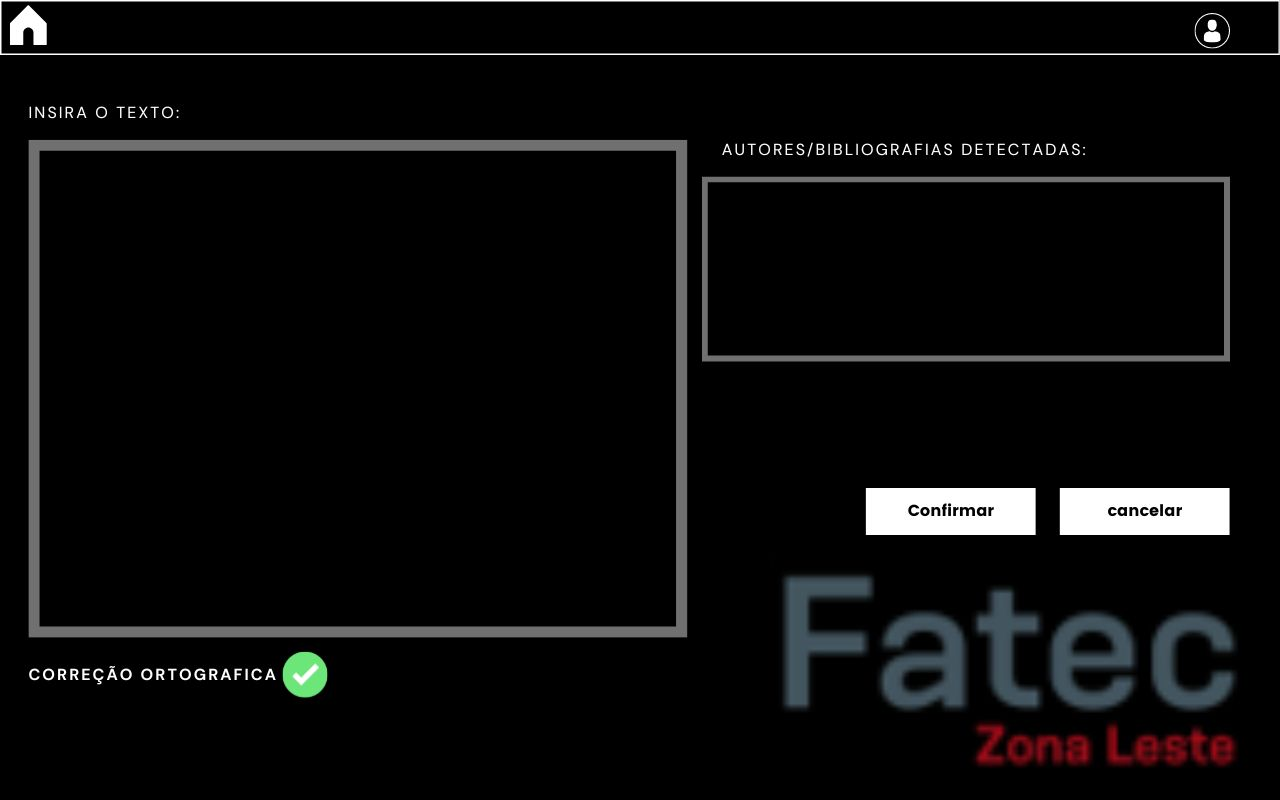 INSIRA O TEXTO:
AUTORES/BIBLIOGRAFIAS DETECTADAS:
Confirmar
cancelar
CORREÇÃO ORTOGRAFICA
Fatec
Zona Leste